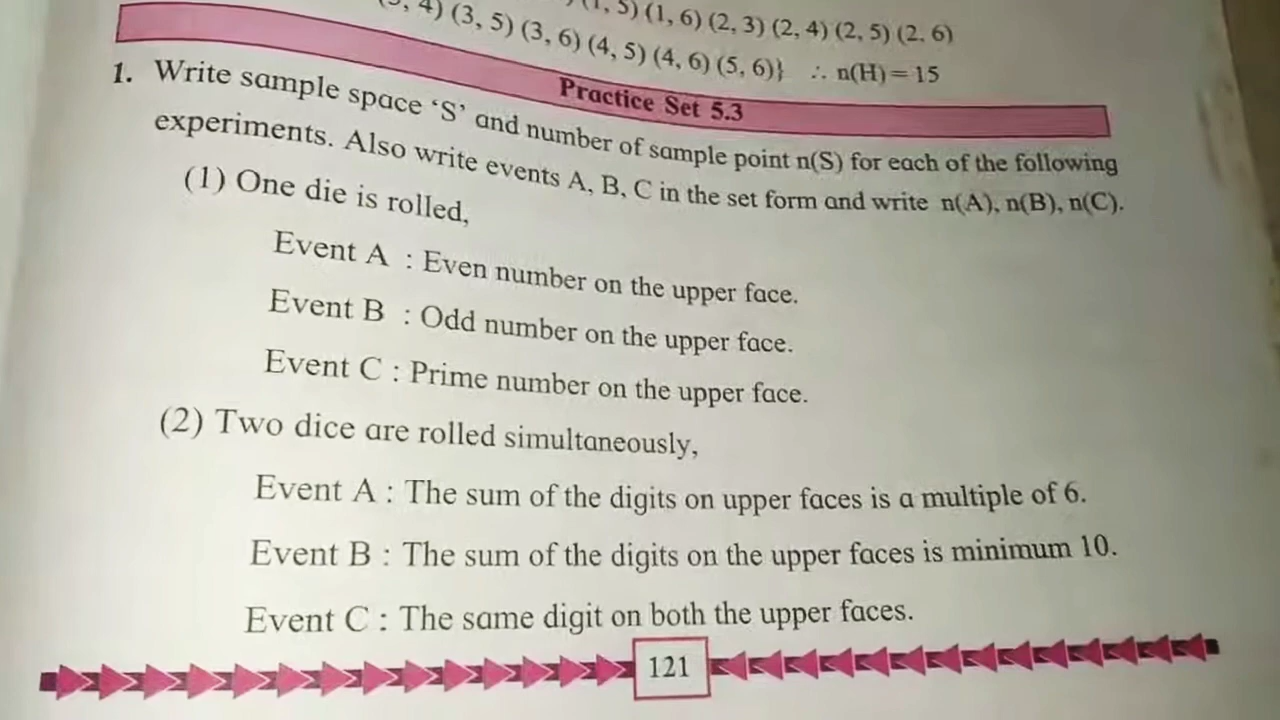 (1, 5) (1, 6) (2, 3) (2, 4) (2, 5) (2, 6)
4) (3, 5) (3, 6) (4, 5) (4, 6) (5, 6)} ∴ n(H) = 15
Practice Set 5.3
1. Write sample space ‘S’ and number of sample point n(S) for each of the following
experiments. Also write events A, B, C in the set form and write n(A), n(B), n(C).
(1) One die is rolled,
Event A : Even number on the upper face.
Event B : Odd number on the upper face.
Event C : Prime number on the upper face.
(2) Two dice are rolled simultaneously,
Event A : The sum of the digits on upper faces is a multiple of 6.
Event B : The sum of the digits on the upper faces is minimum 10.
Event C : The same digit on both the upper faces.
121